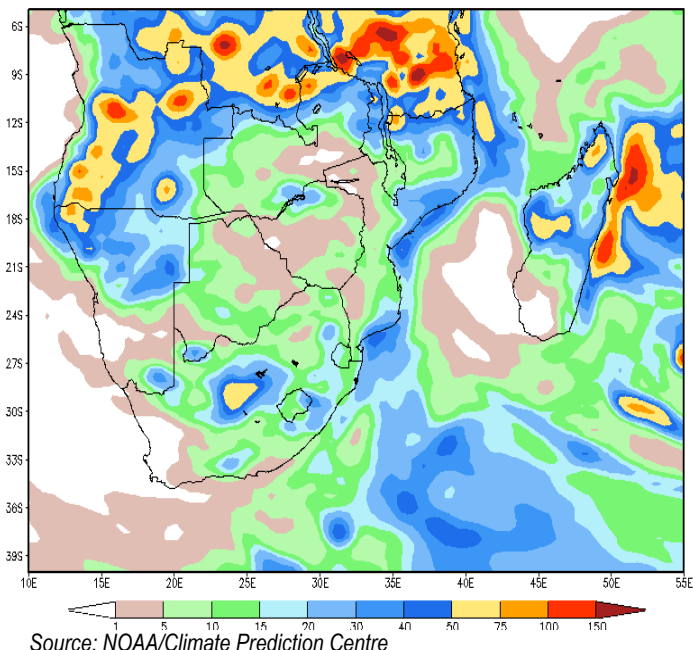 6S
9S
12S
15S
18S
21S
24S
27S
30S
33S
36S
39S
10E 15E 20E 25E 30E 35E 40E 45E 50E 55E
1 5 10 15 20 30 40 50 75 100 150
Source: NOAA/Climate Prediction Centre